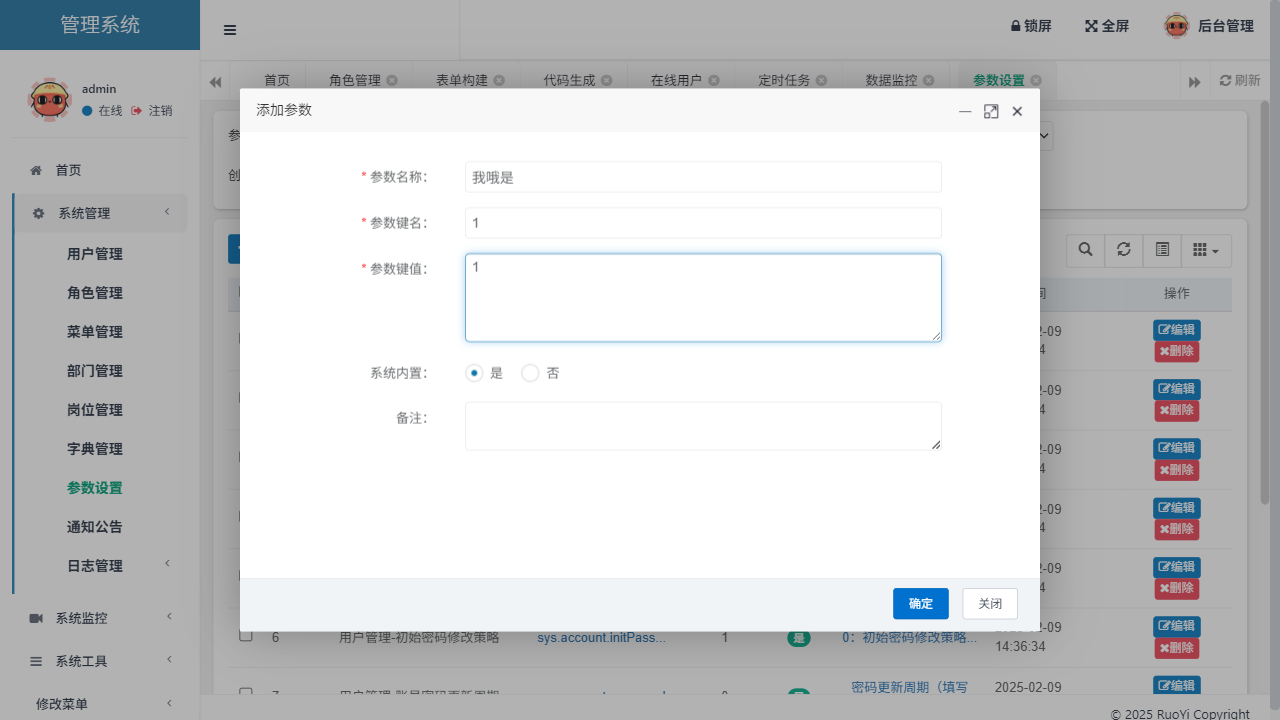 管理系统
锁屏
全屏
后台管理
admin
在线 注销
首页
系统管理
用户管理
角色管理
菜单管理
部门管理
岗位管理
字典管理
参数设置
通知公告
日志管理
系统监控
系统工具
修改菜单
首页 角色管理 表单构建 代码生成 在线用户 定时任务 数据监控 参数设置 刷新
添加参数
* 参数名称： 我哦是
* 参数键名： 1
* 参数键值： 1
系统内置： 是 否
备注：
确定 关闭
操作
编辑
删除
编辑
删除
编辑
删除
编辑
删除
编辑
删除
6 用户管理-初始密码修改策略 sys.account.initPass... 1 是 0：初始密码修改策略...
14:36:34
编辑
删除
密码更新周期（填写 2025-02-09
编辑
© 2025 RuoYi Copyright